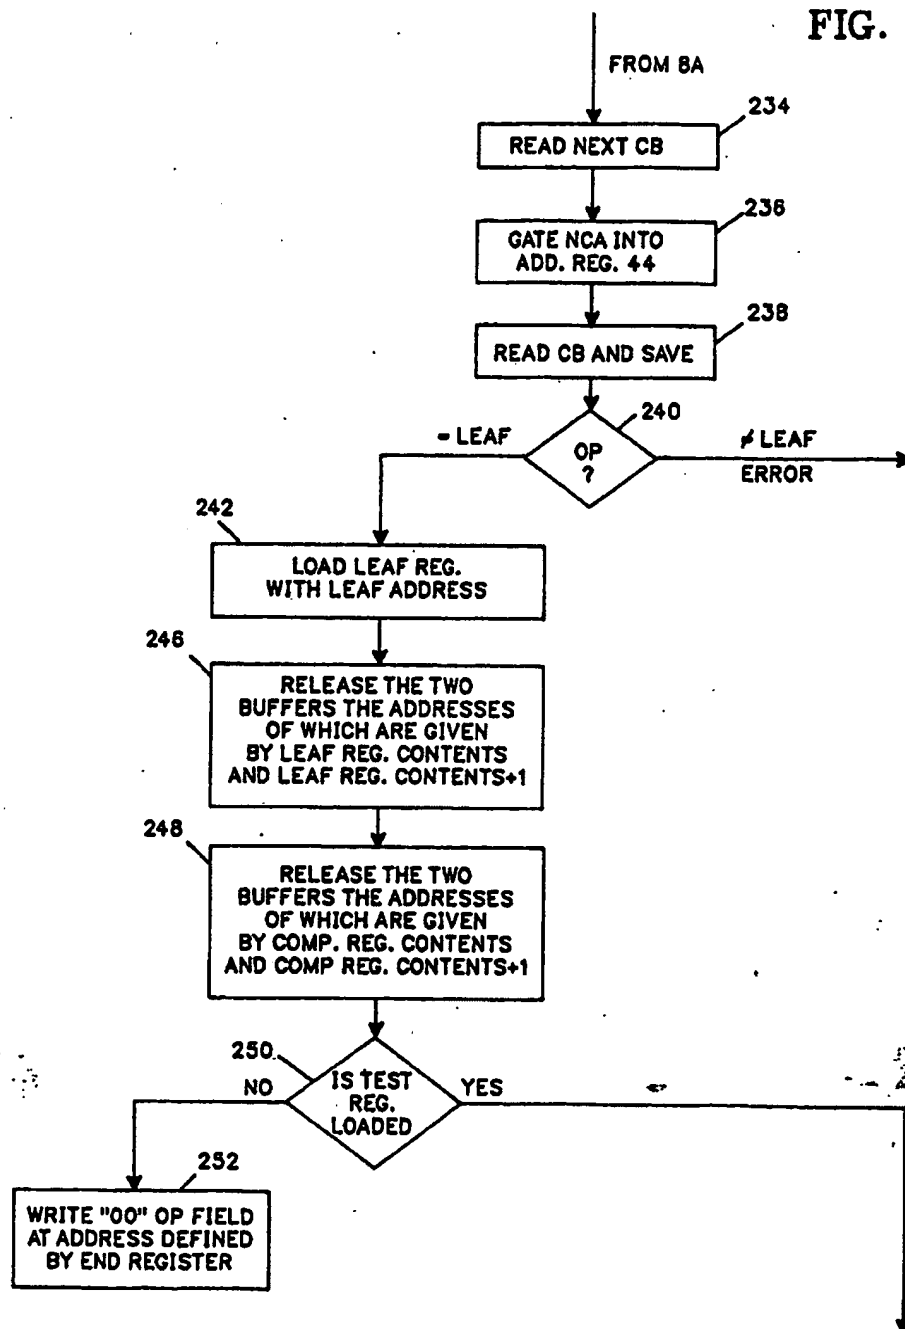 FIG.
FROM 8A
234
READ NEXT CB
236
GATE NCA INTO
ADD. REG. 44
238
READ CB AND SAVE
240
= LEAF
OP
?
≠ LEAF
ERROR
242
LOAD LEAF REG.
WITH LEAF ADDRESS
246
RELEASE THE TWO
BUFFERS THE ADDRESSES
OF WHICH ARE GIVEN
BY LEAF REG. CONTENTS
AND LEAF REG. CONTENTS+1
248
RELEASE THE TWO
BUFFERS THE ADDRESSES
OF WHICH ARE GIVEN
BY COMP. REG. CONTENTS
AND COMP REG. CONTENTS+1
250
NO
IS TEST
REG.
LOADED
YES
252
WRITE "00" OP FIELD
AT ADDRESS DEFINED
BY END REGISTER